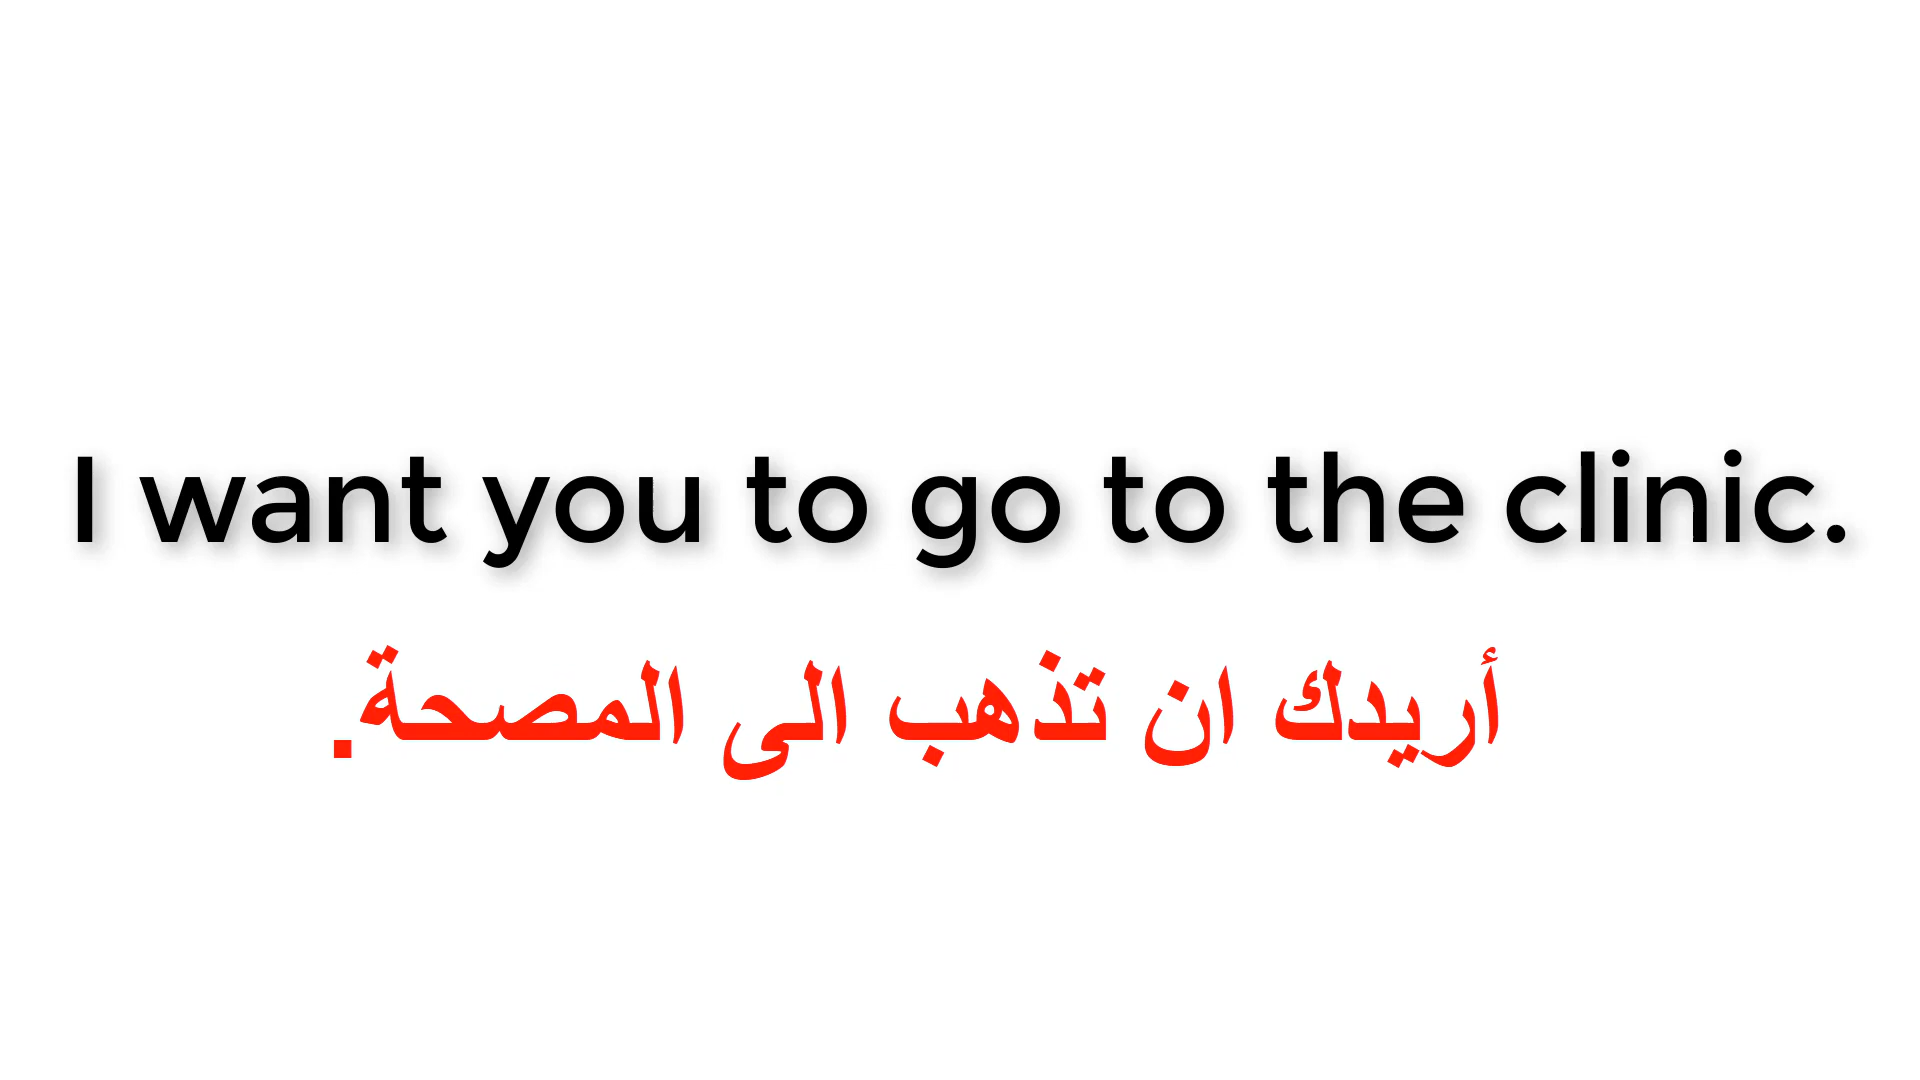 I want you to go to the clinic.
أريدك ان تذهب الى المصحة.